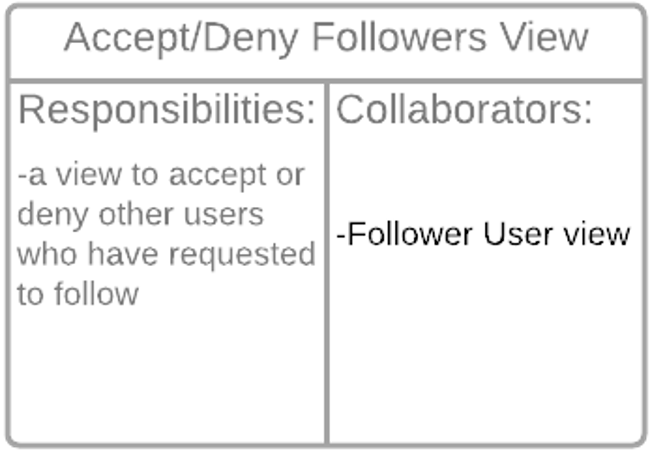 Accept/Deny Followers View
Responsibilities:
-a view to accept or
deny other users
who have requested
to follow
Collaborators:
-Follower User view